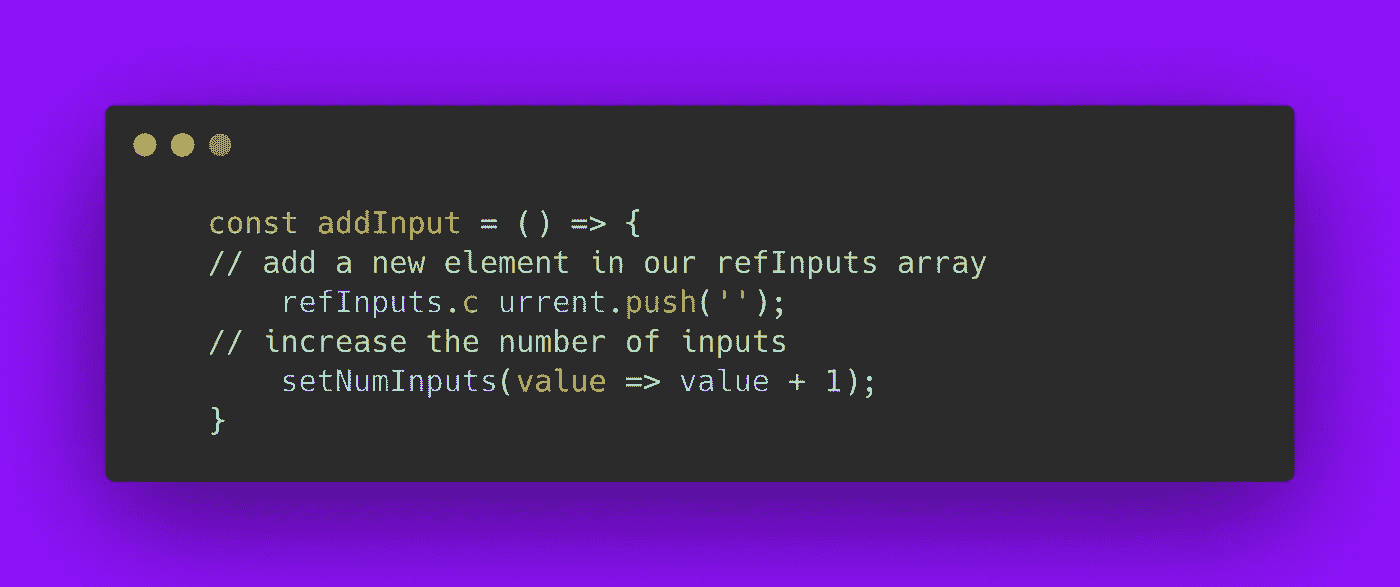 const addInput = () => {
// add a new element in our refInputs array
    refInputs.c urrent.push('');
// increase the number of inputs
    setNumInputs(value => value + 1);
}